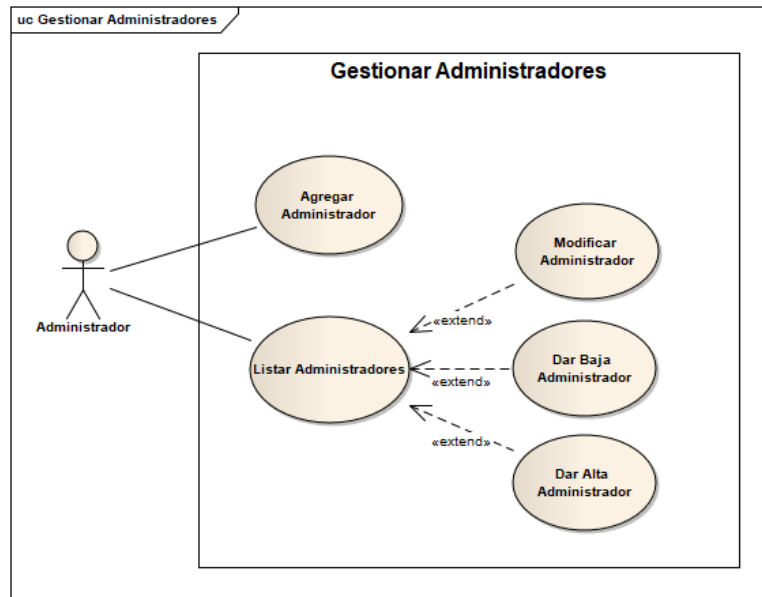 uc Gestionar Administradores
Gestionar Administradores
Agregar
Administrador
Modificar
Administrador
Administrador
«extend»
Listar Administradores
Dar Baja
Administrador
«extend»
«extend»
Dar Alta
Administrador